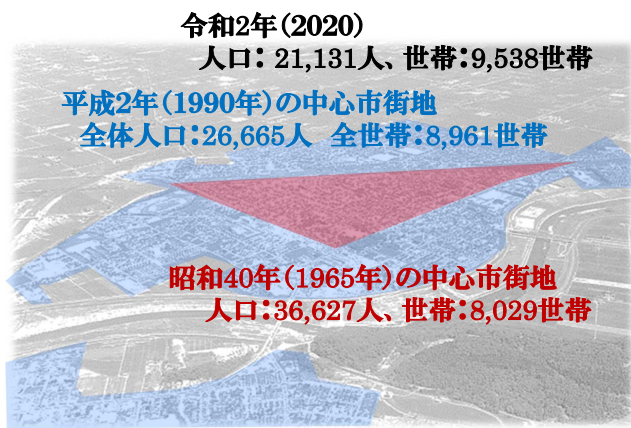 令和2年（2020）
人口： 21,131人、世帯：9,538世帯
平成2年（1990年）の中心市街地
全体人口：26,665人　全世帯：8,961世帯
昭和40年（1965年）の中心市街地
人口：36,627人、世帯：8,029世帯